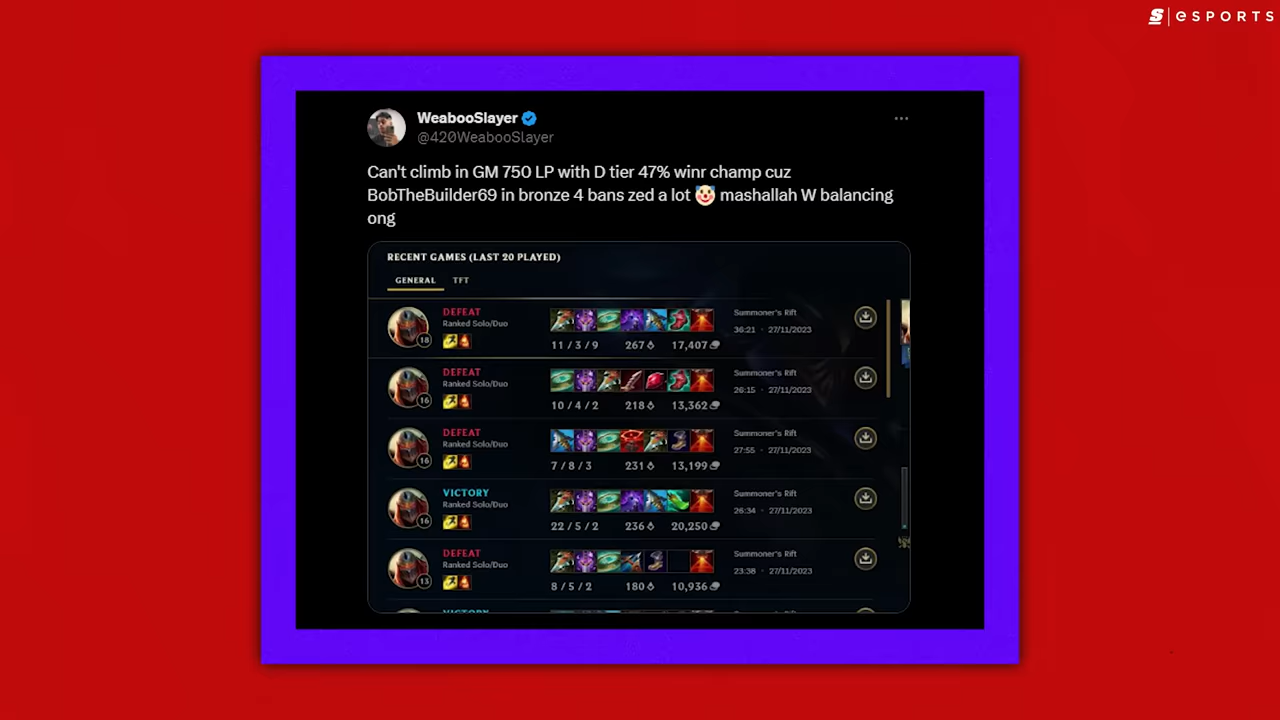 S esports
WeabooSlayer
@420WeabooSlayer
Can't climb in GM 750 LP with D tier 47% winr champ cuz
BobTheBuilder69 in bronze 4 bans zed a lot 🤡 mashallah W balancing
ong
RECENT GAMES (LAST 20 PLAYED)
GENERAL TFT
DEFEAT
Ranked Solo/Duo
18
11 / 3 / 9 267 17,407
Summoner's Rift
36:21 · 27/11/2023
DEFEAT
Ranked Solo/Duo
16
10 / 4 / 2 218 13,362
Summoner's Rift
26:15 · 27/11/2023
DEFEAT
Ranked Solo/Duo
16
7 / 8 / 3 231 13,199
Summoner's Rift
27:55 · 27/11/2023
VICTORY
Ranked Solo/Duo
16
22 / 5 / 2 236 20,250
Summoner's Rift
26:34 · 27/11/2023
DEFEAT
Ranked Solo/Duo
13
8 / 5 / 2 180 10,936
Summoner's Rift
23:38 · 27/11/2023
VICTORY